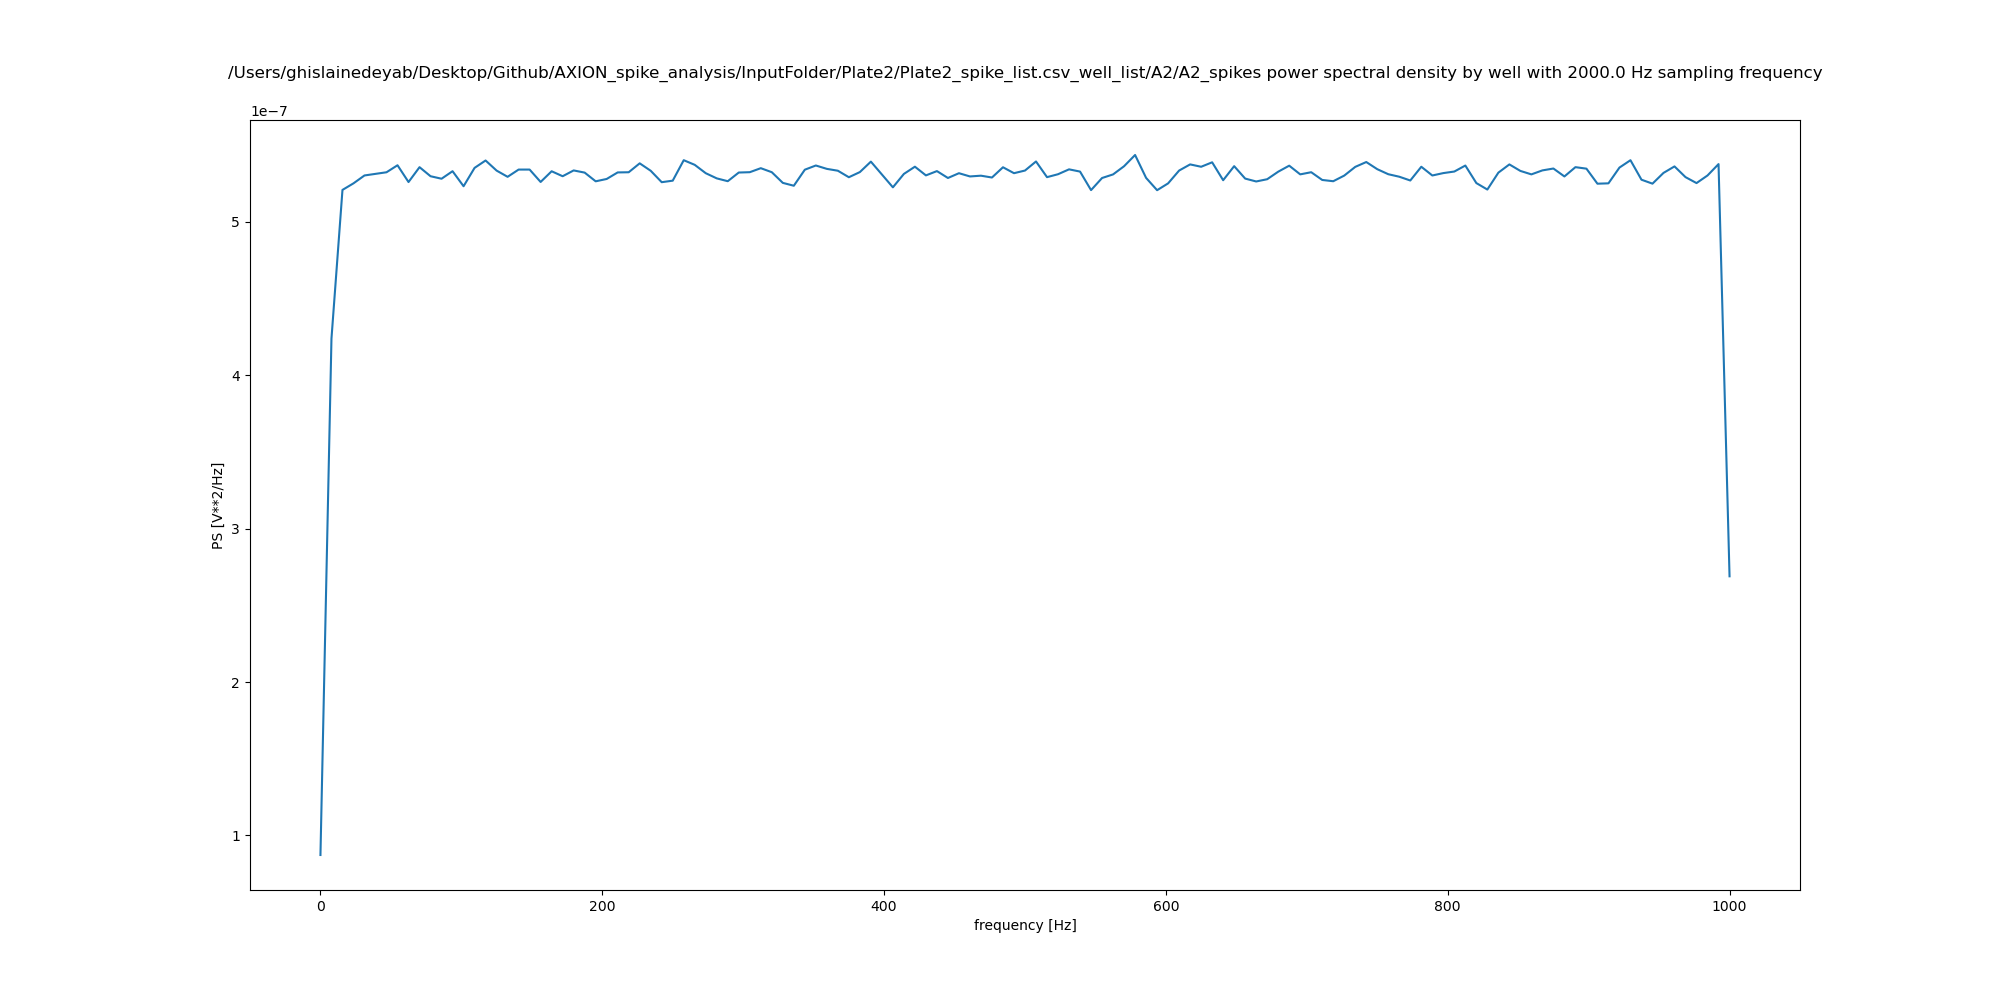 /Users/ghislainedeyab/Desktop/Github/AXION_spike_analysis/InputFolder/Plate2/Plate2_spike_list.csv_well_list/A2/A2_spikes power spectral density by well with 2000.0 Hz sampling frequency
1e−7
5
4
3
2
1
PS [V**2/Hz]
0 200 400 600 800 1000
frequency [Hz]